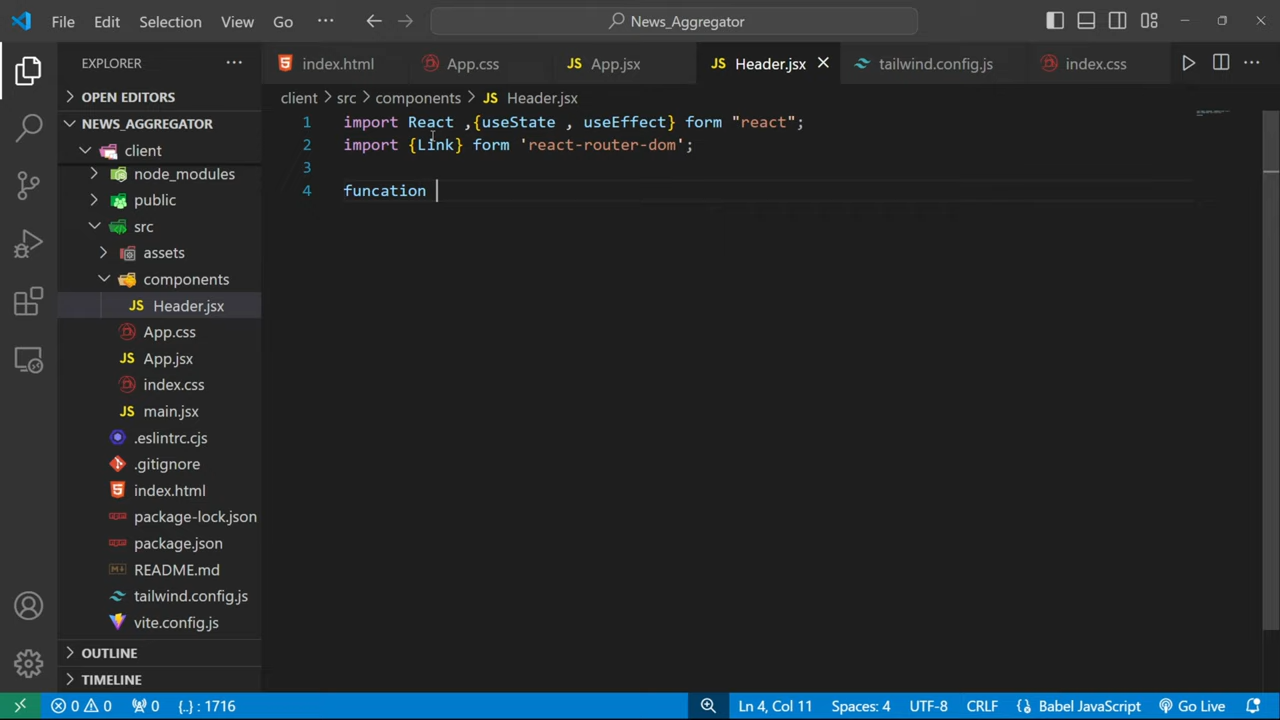 File Edit Selection View Go ··· News_Aggregator
EXPLORER ···
index.html App.css App.jsx Header.jsx tailwind.config.js index.css ···
OPEN EDITORS
NEWS_AGGREGATOR
client
node_modules
public
src
assets
components
Header.jsx
App.css
App.jsx
index.css
main.jsx
.eslintrc.cjs
.gitignore
index.html
package-lock.json
package.json
README.md
tailwind.config.js
vite.config.js
OUTLINE
TIMELINE
client > src > components > JS Header.jsx
1 import React ,{useState , useEffect} form "react";
2 import {Link} form 'react-router-dom';
3
4 funcation
0 0 0 {..} : 1716 Ln 4, Col 11 Spaces: 4 UTF-8 CRLF Babel JavaScript Go Live